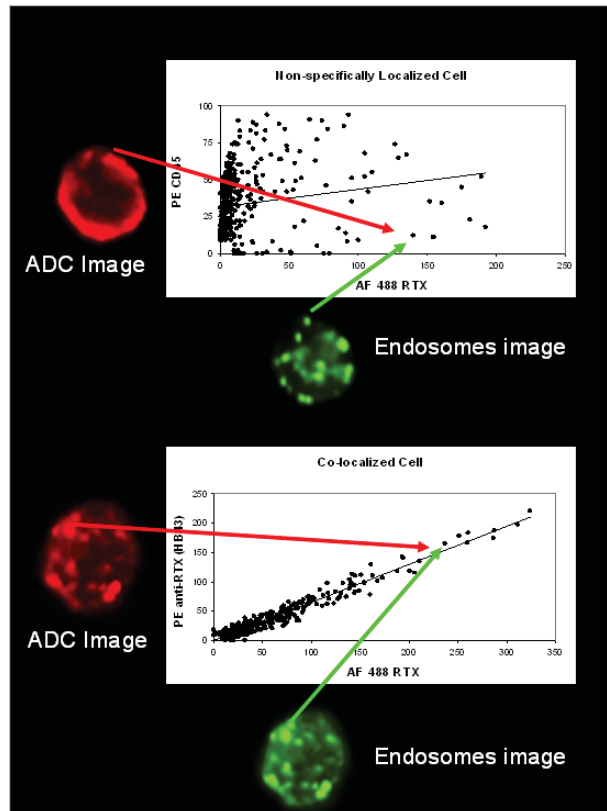 Non-specifically Localized Cell
100
75
50
25
0
PE CD45
0 50 100 150 200 250
AF 488 RTX
ADC Image
Endosomes image
Co-localized Cell
250
200
150
100
50
0
PE anti-RTX (HB43)
0 50 100 150 200 250 300 350
AF 488 RTX
ADC Image
Endosomes image